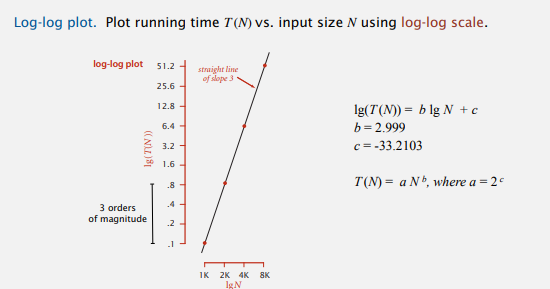 Log-log plot. Plot running time T (N) vs. input size N using log-log scale.
log-log plot
51.2
25.6
12.8
6.4
3.2
1.6
.8
.4
.2
.1
lg(T(N))
straight line
of slope 3
3 orders
of magnitude
1K 2K 4K 8K
lg N
lg(T(N)) = b lg N + c
b = 2.999
c = -33.2103
T(N) = a Nᵇ, where a = 2ᶜ